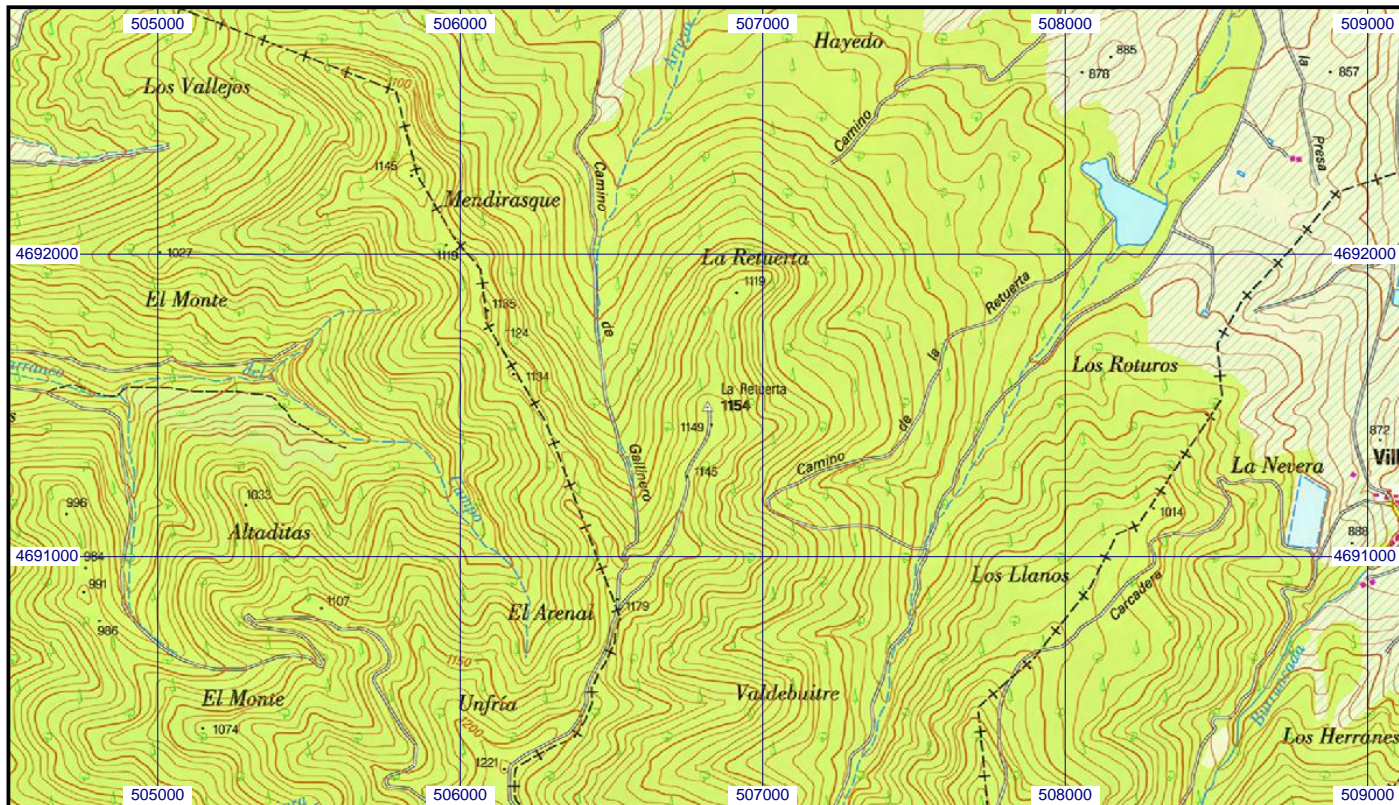 505000
506000
507000
508000
509000
Hayedo
Arroyo
885
la
878
857
1100
Los Vallejos
Camino
Presa
1145
Camino
Mendirasque
4692000
1027
1119
La Retuerta
4692000
1119
Retuerta
El Monte
1135
de
1124
la
Los Roturos
Barranco
del
1134
La Retuerta
1154
1149
de
872
Vill
Camino
La Nevera
1145
Gallinero
996
1033
Campo
1014
Altaditas
888
4691000
984
4691000
991
Los Llanos
1107
El Arenal
1179
Carcadera
986
1150
El Monte
Unfría
Valdebuitre
1200
1074
Los Herranes
1221
505000
506000
507000
508000
509000